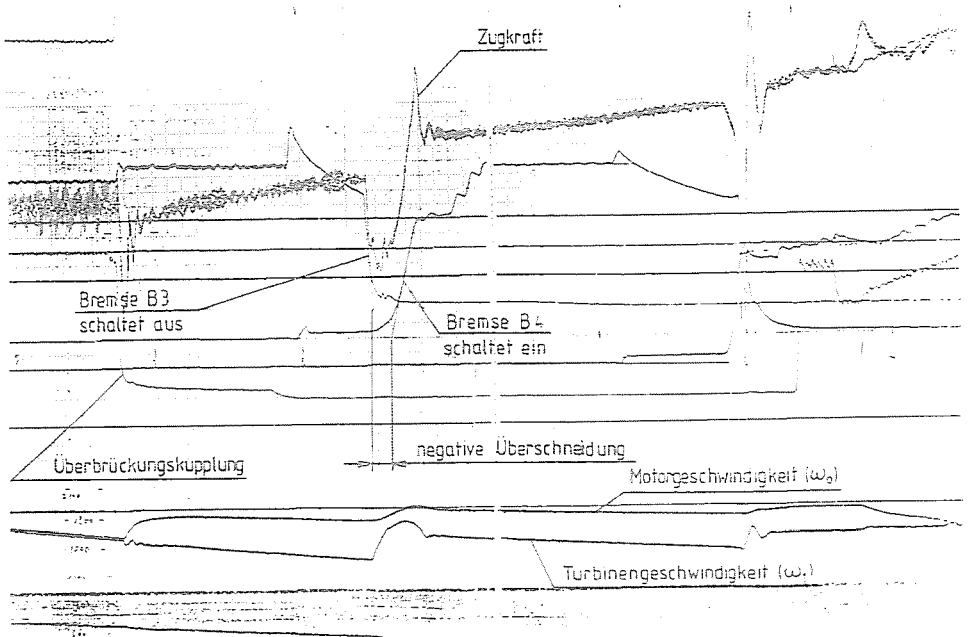 Zugkraft
Bremse B3
schaltet aus
Bremse B4
schaltet ein
Überbrückungskupplung
negative Überschneidung
Motorgeschwindigkeit (ω₀)
Turbinengeschwindigkeit (ω₁)